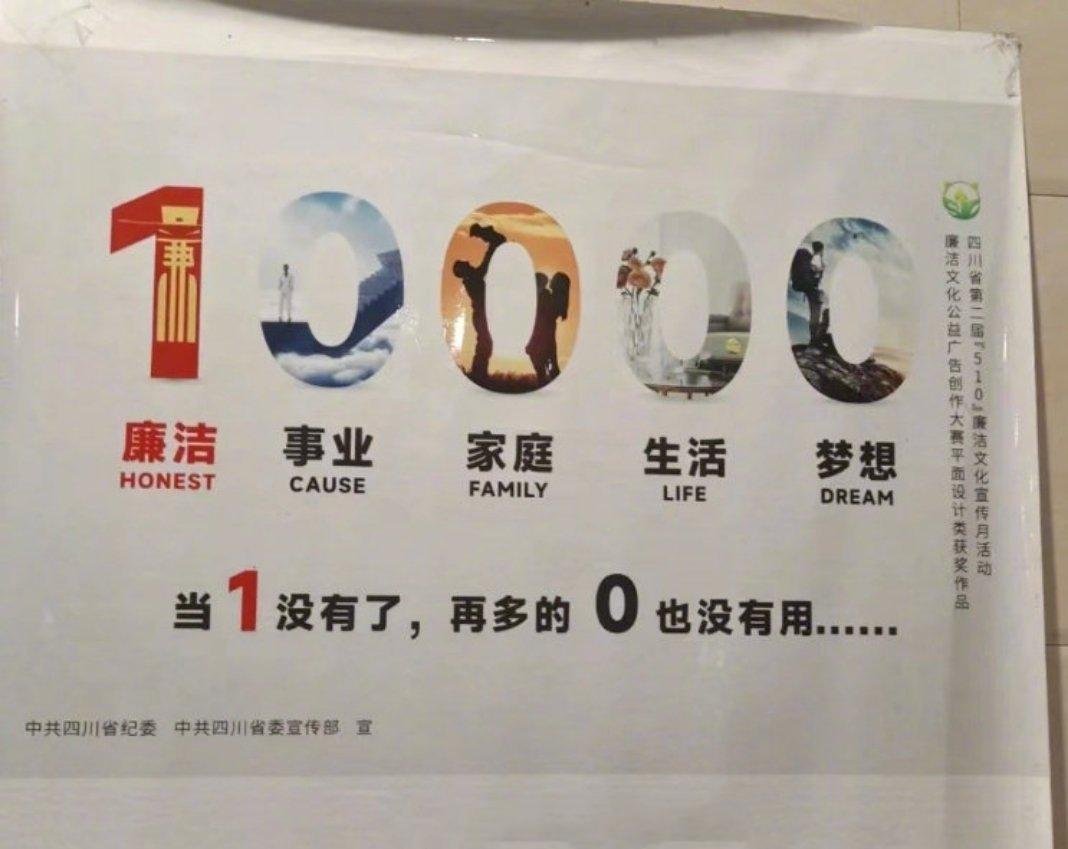 10000
廉洁 事业 家庭 生活 梦想
HONEST CAUSE FAMILY LIFE DREAM
当1没有了，再多的0也没有用......
四川省第二届『510』廉洁文化宣传月活动
廉洁文化公益广告创作大赛平面设计类获奖作品
中共四川省纪委 中共四川省委宣传部 宣